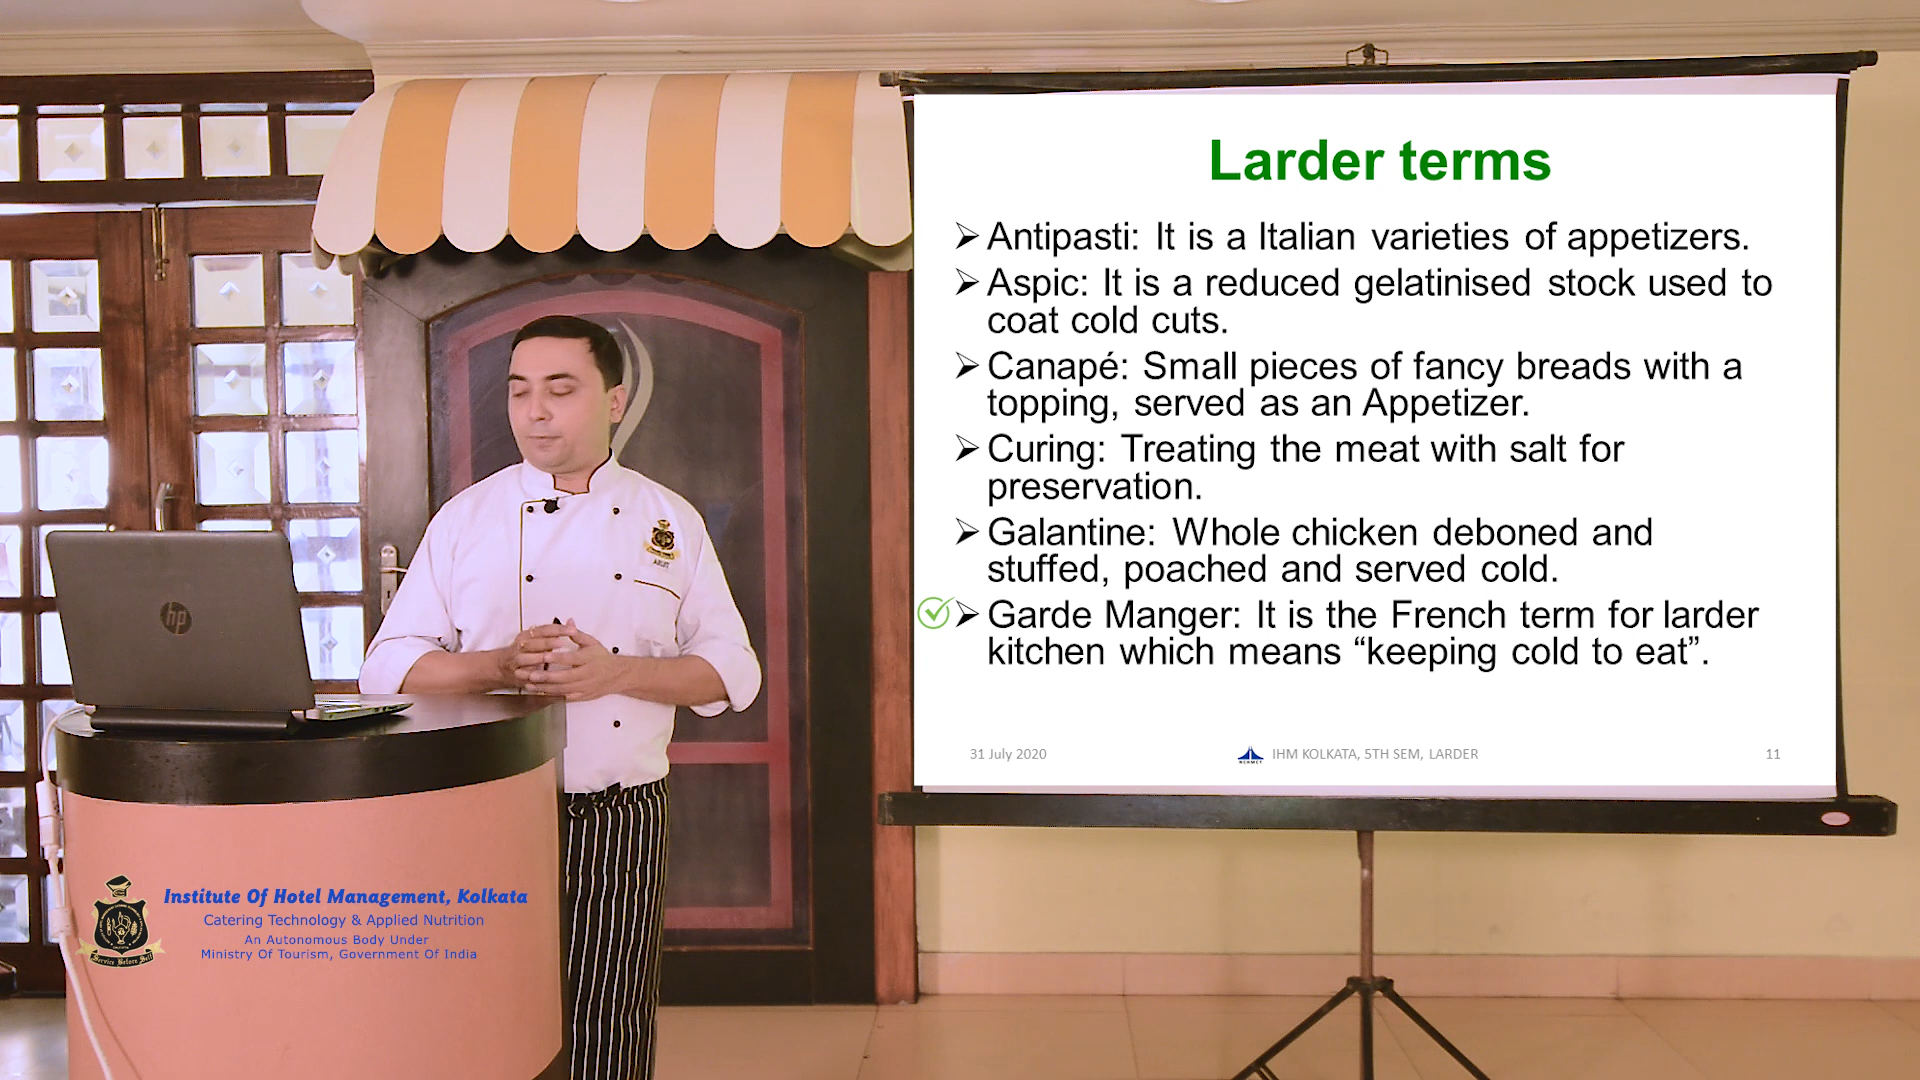 Larder terms
Antipasti: It is a Italian varieties of appetizers.
Aspic: It is a reduced gelatinised stock used to
coat cold cuts.
Canapé: Small pieces of fancy breads with a
topping, served as an Appetizer.
Curing: Treating the meat with salt for
preservation.
Galantine: Whole chicken deboned and
stuffed, poached and served cold.
Garde Manger: It is the French term for larder
kitchen which means “keeping cold to eat”.
31 July 2020
IHM KOLKATA, 5TH SEM, LARDER
11
hp
Institute Of Hotel Management, Kolkata
Catering Technology & Applied Nutrition
An Autonomous Body Under
Ministry Of Tourism, Government Of India
Service Before Self